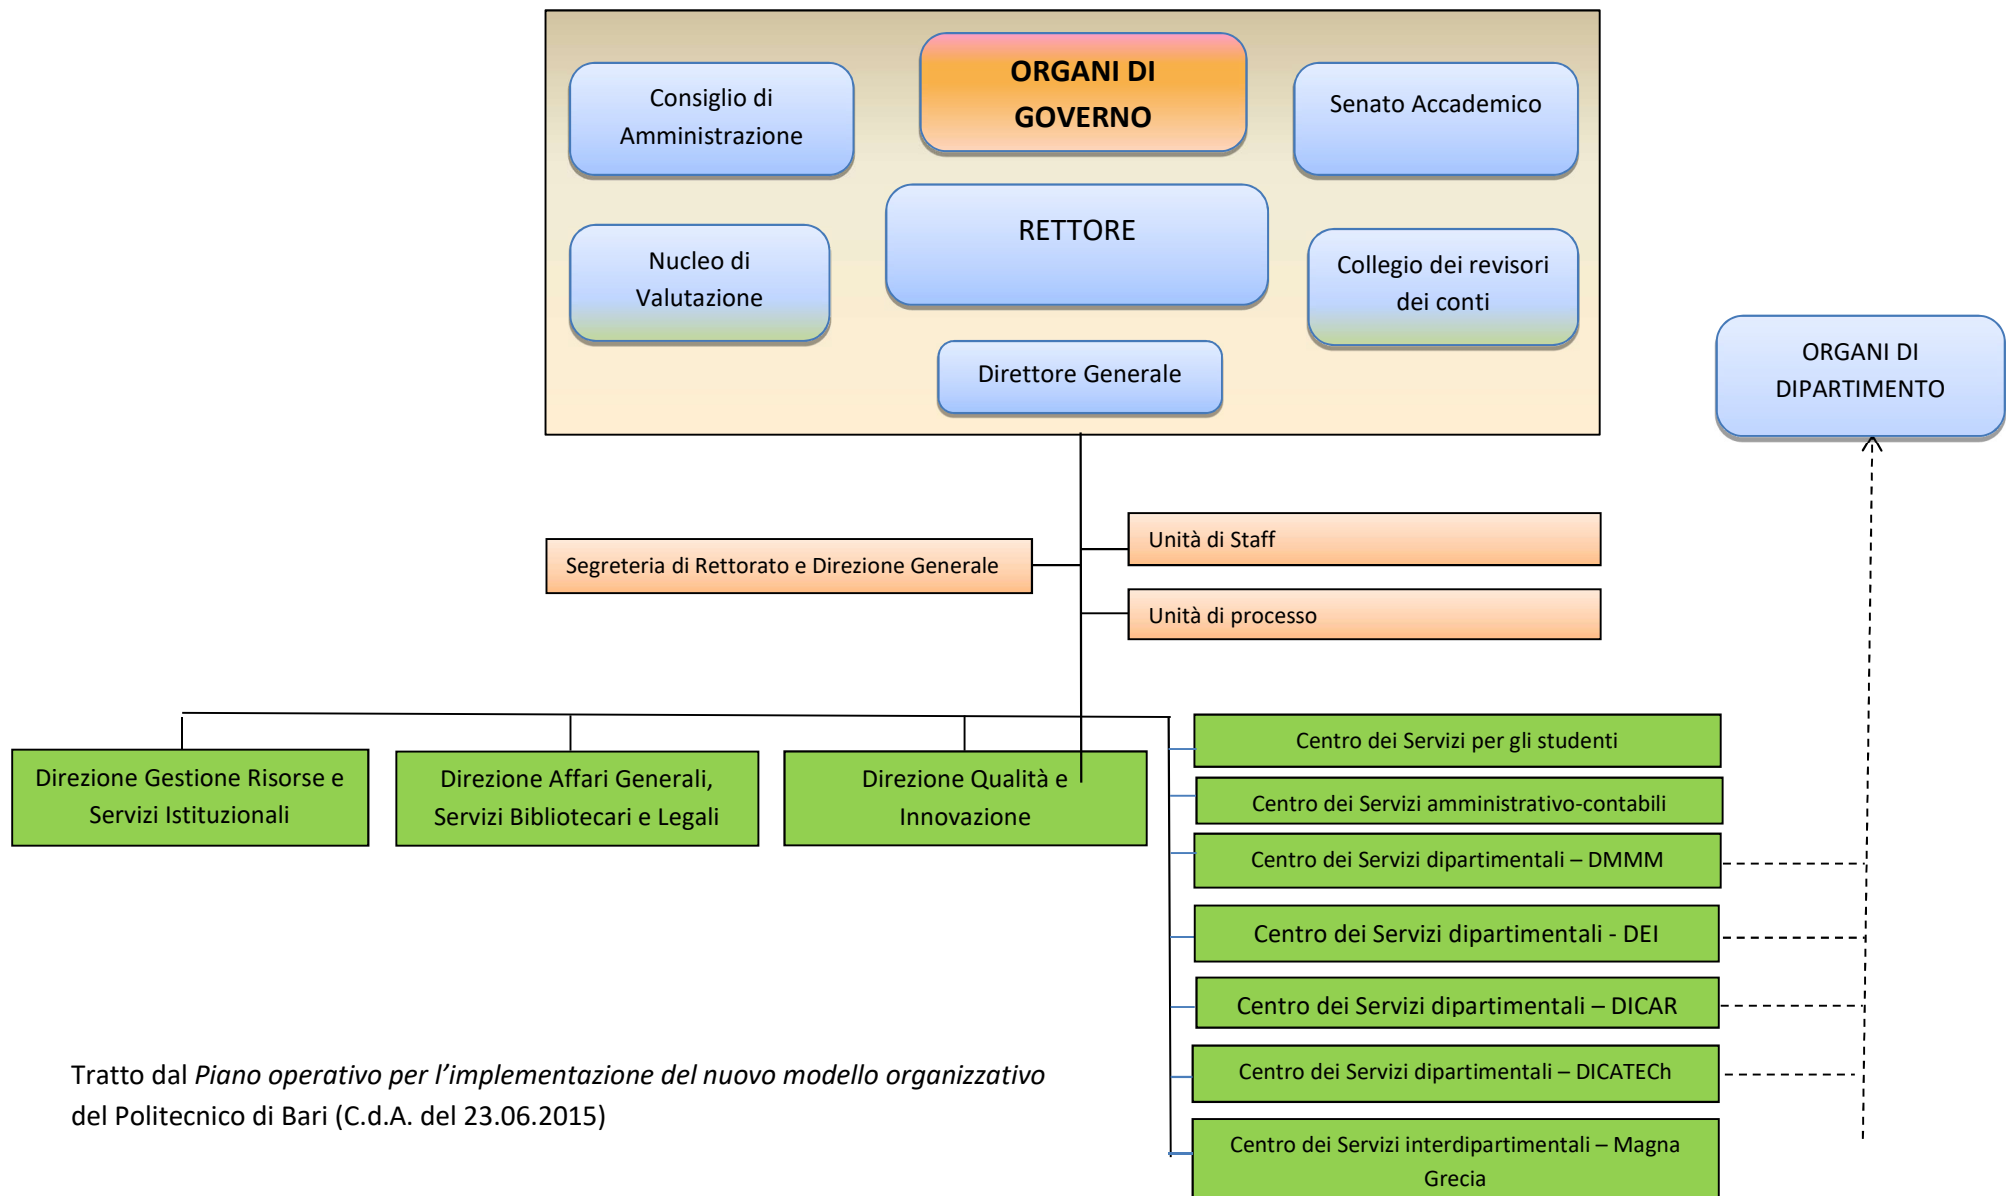 ORGANI DI
GOVERNO
Consiglio di
Amministrazione
Senato Accademico
RETTORE
Nucleo di
Valutazione
Collegio dei revisori
dei conti
Direttore Generale
ORGANI DI
DIPARTIMENTO
Unità di Staff
Segreteria di Rettorato e Direzione Generale
Unità di processo
Direzione Gestione Risorse e
Servizi Istituzionali
Direzione Affari Generali,
Servizi Bibliotecari e Legali
Direzione Qualità e
Innovazione
Centro dei Servizi per gli studenti
Centro dei Servizi amministrativo-contabili
Centro dei Servizi dipartimentali – DMMM
Centro dei Servizi dipartimentali - DEI
Centro dei Servizi dipartimentali – DICAR
Centro dei Servizi dipartimentali – DICATECh
Centro dei Servizi interdipartimentali – Magna
Grecia
Tratto dal Piano operativo per l'implementazione del nuovo modello organizzativo
del Politecnico di Bari (C.d.A. del 23.06.2015)